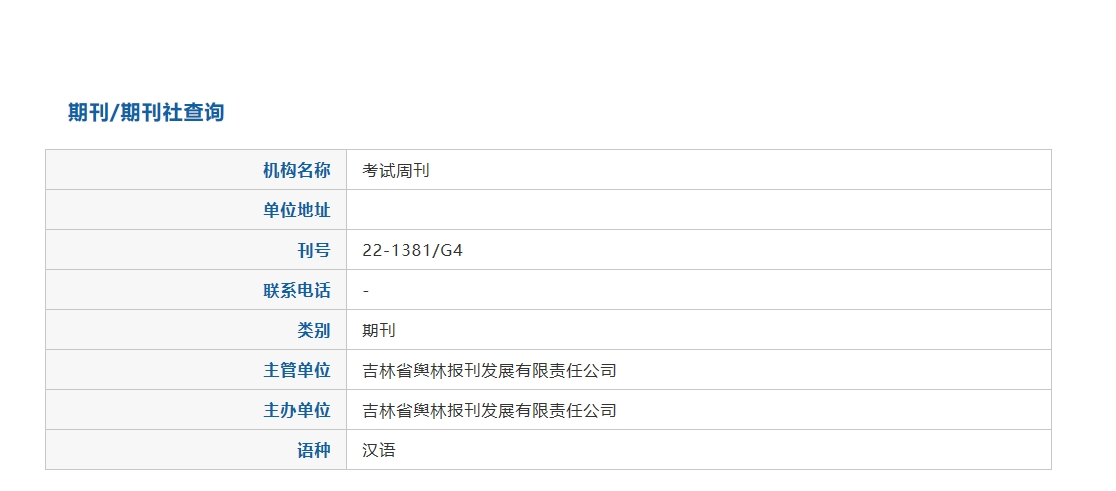 期刊/期刊社查询
机构名称 考试周刊
单位地址
刊号 22-1381/G4
联系电话 -
类别 期刊
主管单位 吉林省舆林报刊发展有限责任公司
主办单位 吉林省舆林报刊发展有限责任公司
语种 汉语